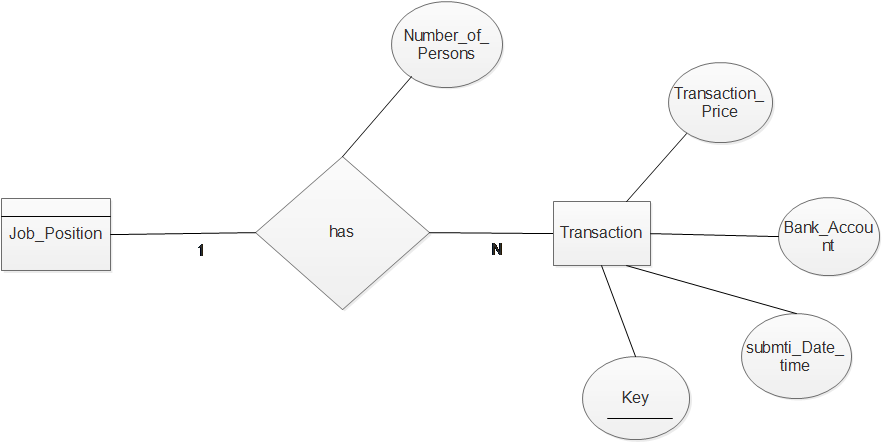 Number_of_
Persons
Transaction_
Price
Job_Position
1
has
N
Transaction
Bank_Accou
nt
submti_Date_
time
Key